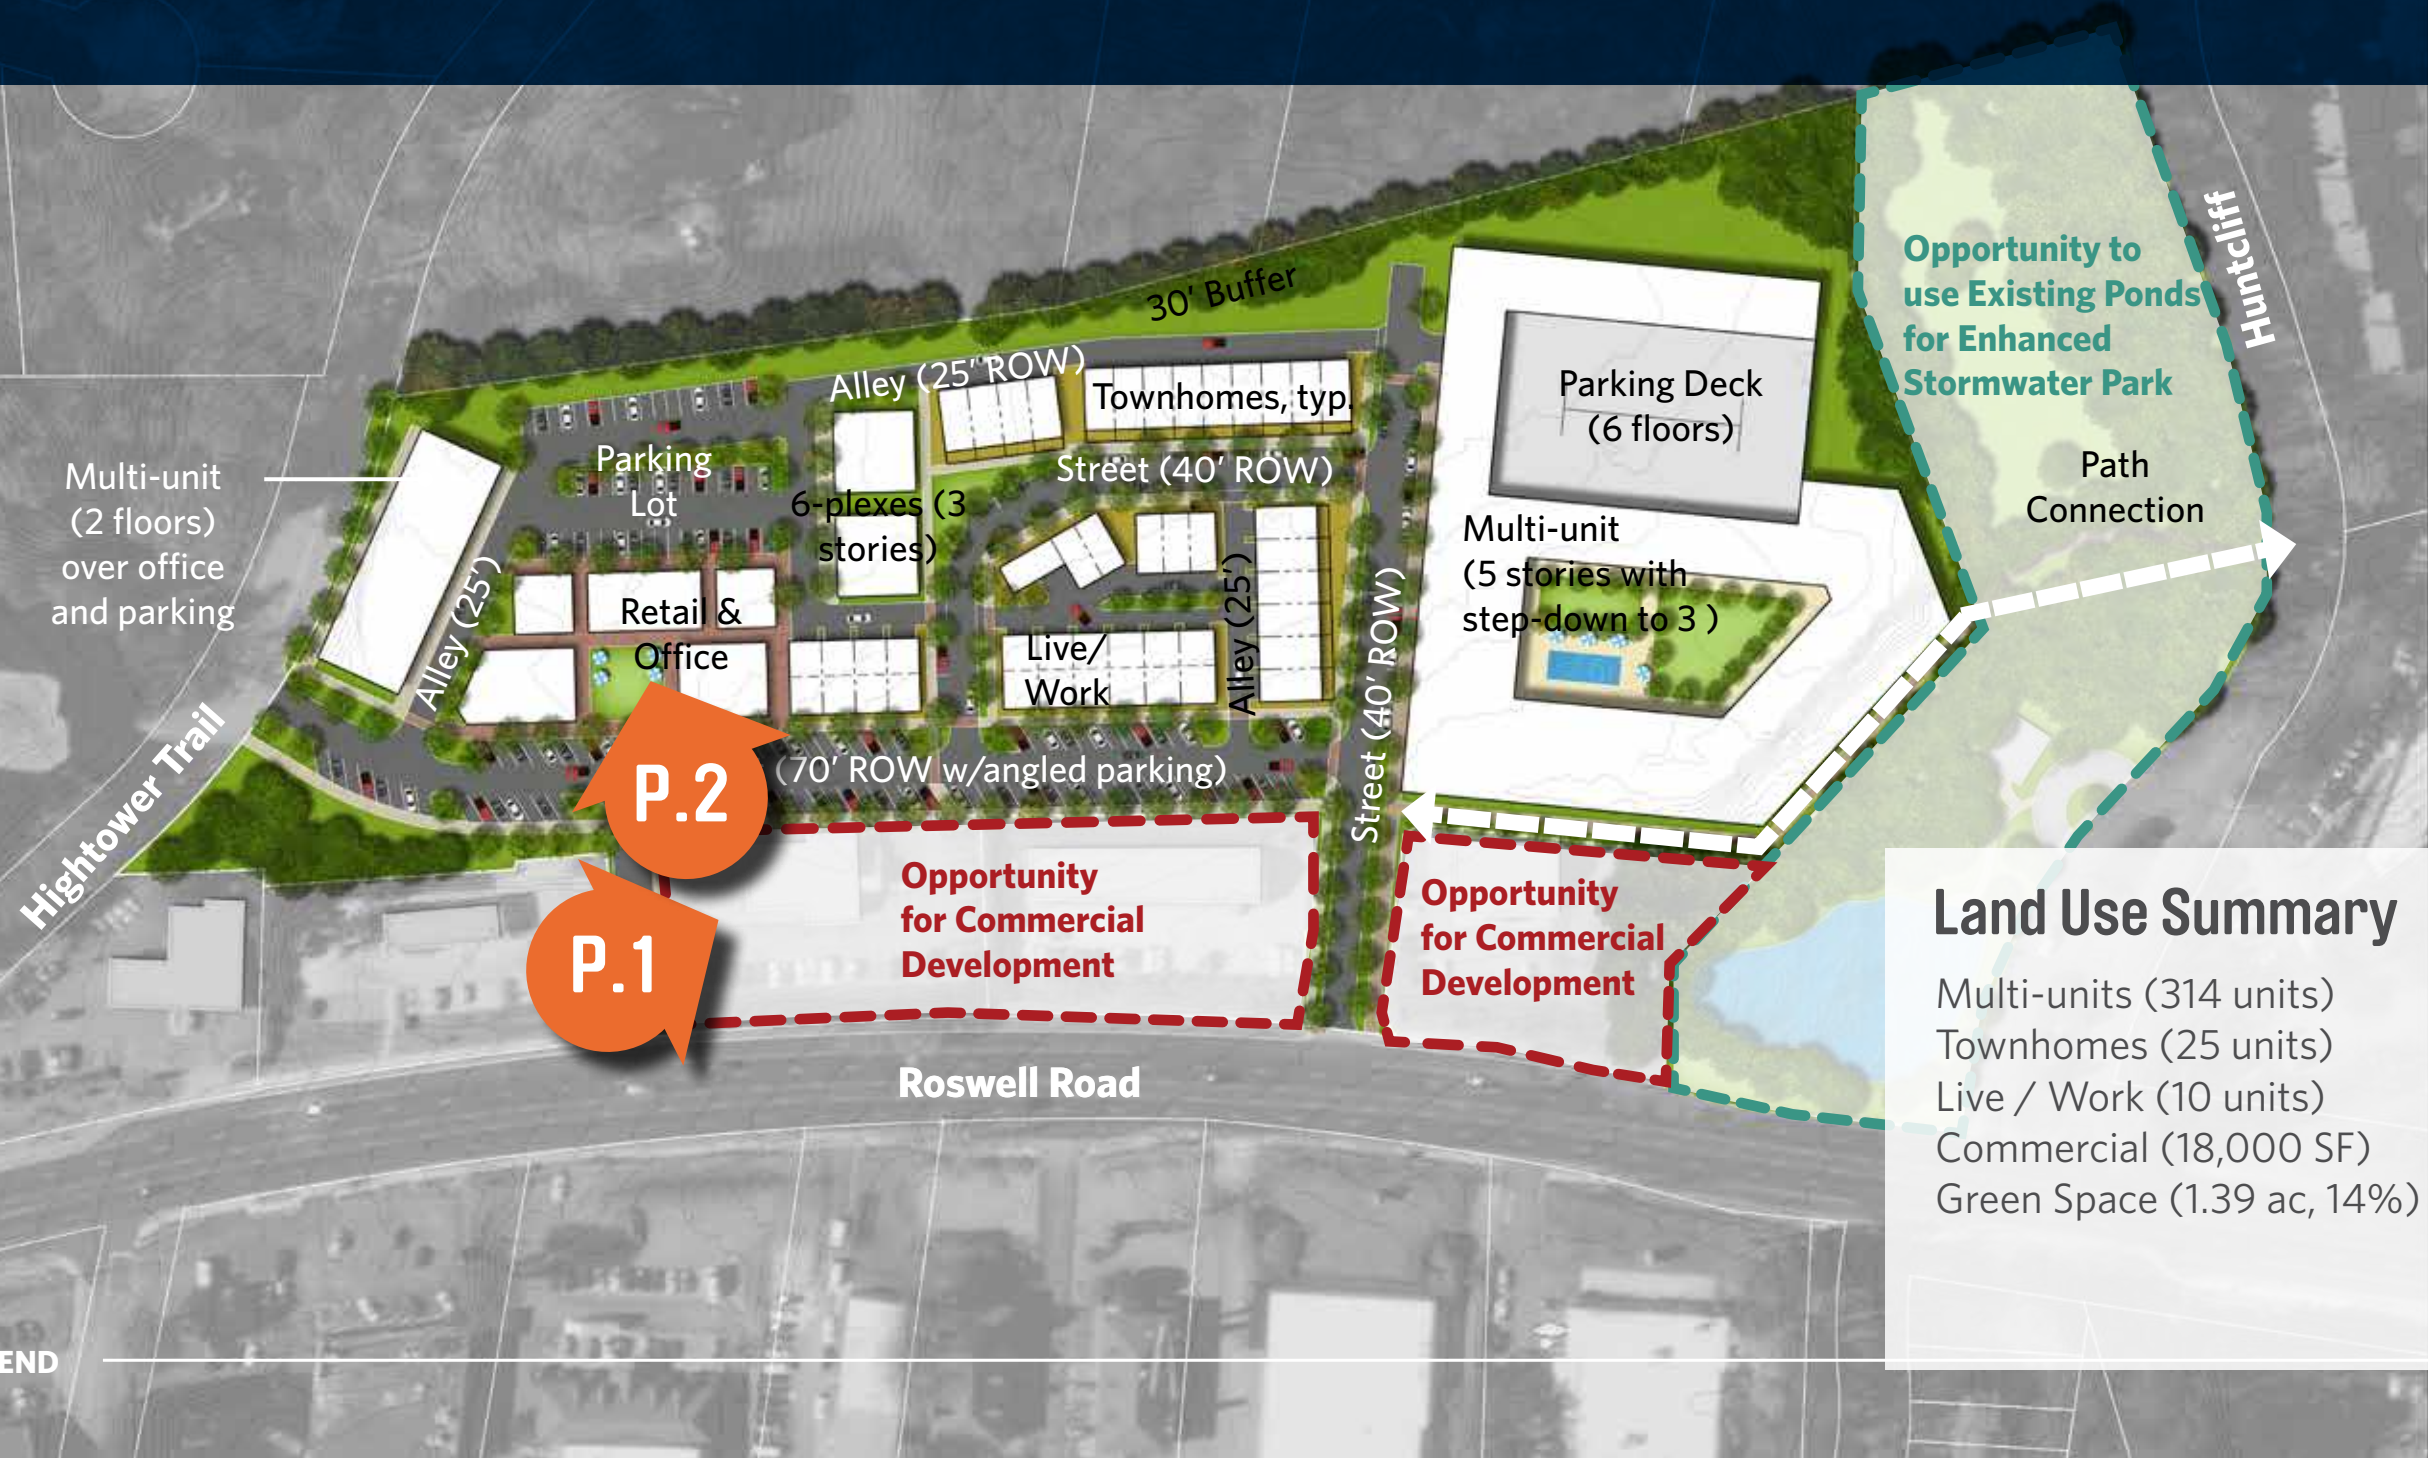 30' Buffer
Huntcliff
Opportunity to
use Existing Ponds
for Enhanced
Stormwater Park
Alley (25' ROW)
Townhomes, typ.
Parking Deck
(6 floors)
Parking
Lot
Street (40' ROW)
Path
Connection
Multi-unit
(2 floors)
over office
and parking
6-plexes (3
stories)
Multi-unit
(5 stories with
step-down to 3 )
Alley (25')
Retail &
Office
Live/
Work
Alley (25')
Street (40' ROW)
Hightower Trail
P.2
(70' ROW w/angled parking)
P.1
Opportunity
for Commercial
Development
Opportunity
for Commercial
Development
Roswell Road
Land Use Summary
Multi-units (314 units)
Townhomes (25 units)
Live / Work (10 units)
Commercial (18,000 SF)
Green Space (1.39 ac, 14%)
END